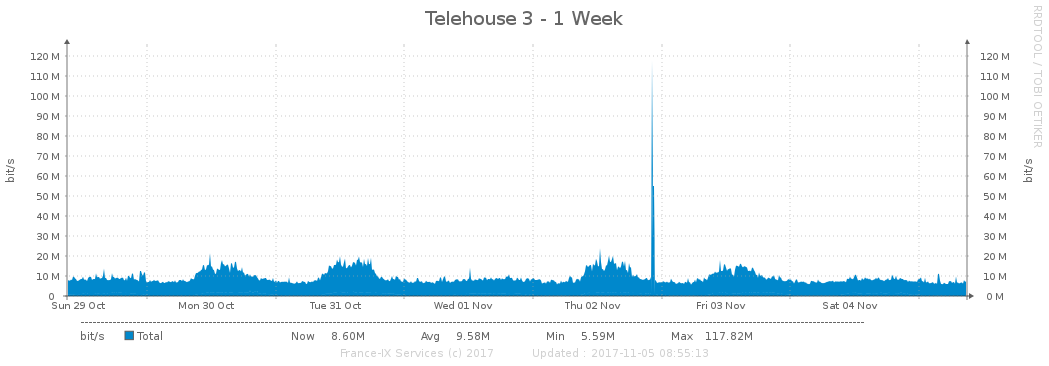 Telehouse 3 - 1 Week
RRDTOOL / TOBI OETIKER
bit/s
120 M 120 M
110 M 110 M
100 M 100 M
90 M 90 M
80 M 80 M
70 M 70 M
60 M 60 M
50 M 50 M
40 M 40 M
30 M 30 M
20 M 20 M
10 M 10 M
0 0 M
bit/s
Sun 29 Oct Mon 30 Oct Tue 31 Oct Wed 01 Nov Thu 02 Nov Fri 03 Nov Sat 04 Nov
bit/s Total Now 8.60M Avg 9.58M Min 5.59M Max 117.82M
France-IX Services (c) 2017 Updated : 2017-11-05 08:55:13